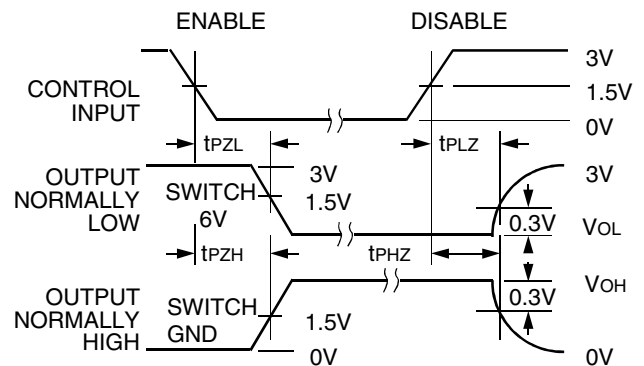 ENABLE DISABLE
3V
CONTROL INPUT
1.5V
0V
tPZL tPLZ
OUTPUT NORMALLY LOW
SWITCH 6V
3V
1.5V
3V
0.3V
VOL
tPZH tPHZ
OUTPUT NORMALLY HIGH
SWITCH GND
1.5V
0V
0.3V
VOH
0V